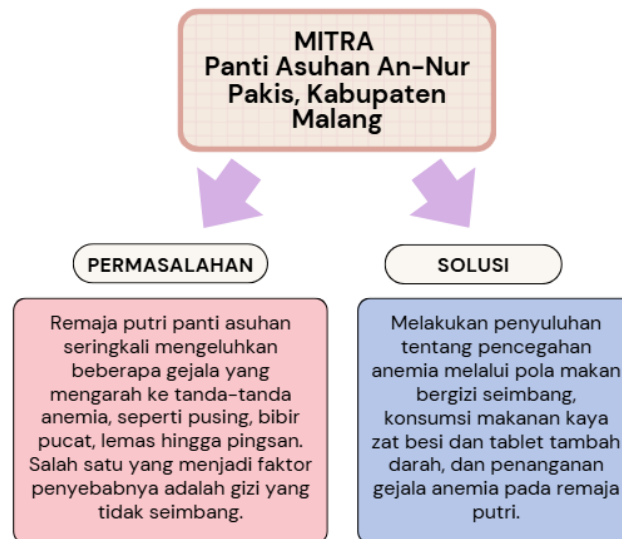 MITRA
Panti Asuhan An-Nur
Pakis, Kabupaten
Malang
PERMASALAHAN
Remaja putri panti asuhan
seringkali mengeluhkan
beberapa gejala yang
mengarah ke tanda-tanda
anemia, seperti pusing, bibir
pucat, lemas hingga pingsan.
Salah satu yang menjadi faktor
penyebabnya adalah gizi yang
tidak seimbang.
SOLUSI
Melakukan penyuluhan
tentang pencegahan
anemia melalui pola makan
bergizi seimbang,
konsumsi makanan kaya
zat besi dan tablet tambah
darah, dan penanganan
gejala anemia pada remaja
putri.